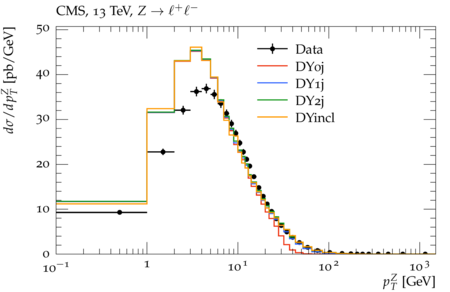 CMS, 13 TeV, Z → ℓ⁺ℓ⁻
dσ/dp_T^Z [pb/GeV]
50
40
30
20
10
0
Data
DY0j
DY1j
DY2j
DYincl
10⁻¹ 1 10¹ 10² 10³
p_T^Z [GeV]